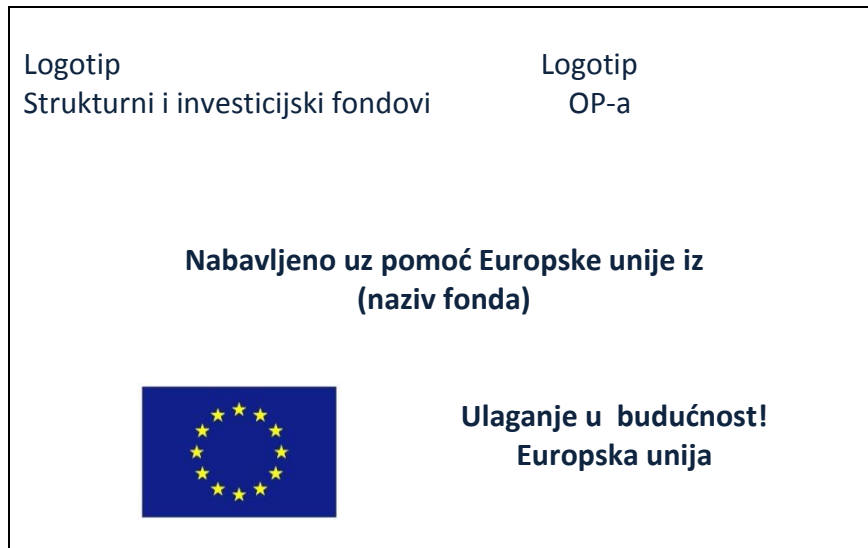 Logotip
Strukturni i investicijski fondovi
Logotip
OP-a
Nabavljeno uz pomoć Europske unije iz
(naziv fonda)
Ulaganje u  budućnost!
Europska unija